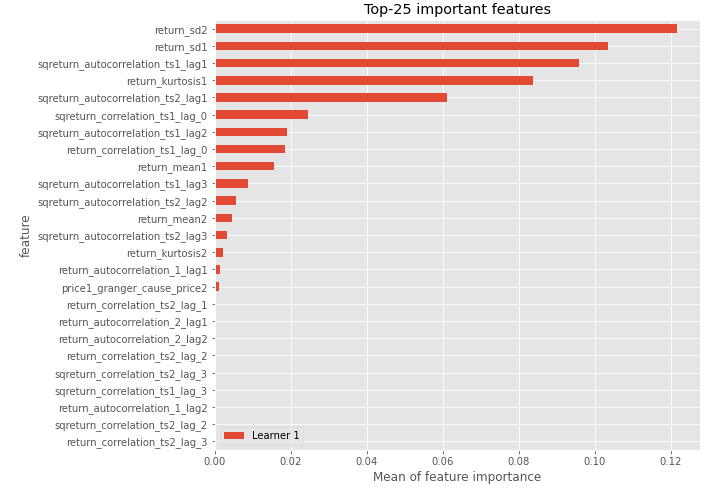 Top-25 important features
return_sd2
return_sd1
sqreturn_autocorrelation_ts1_lag1
return_kurtosis1
sqreturn_autocorrelation_ts2_lag1
sqreturn_correlation_ts1_lag_0
sqreturn_autocorrelation_ts1_lag2
return_correlation_ts1_lag_0
return_mean1
sqreturn_autocorrelation_ts1_lag3
sqreturn_autocorrelation_ts2_lag2
return_mean2
sqreturn_autocorrelation_ts2_lag3
return_kurtosis2
return_autocorrelation_1_lag1
price1_granger_cause_price2
return_correlation_ts2_lag_1
return_autocorrelation_2_lag1
return_autocorrelation_2_lag2
return_correlation_ts2_lag_2
sqreturn_correlation_ts2_lag_3
sqreturn_correlation_ts1_lag_3
return_autocorrelation_1_lag2
sqreturn_correlation_ts2_lag_2
return_correlation_ts2_lag_3
feature
Learner 1
0.00 0.02 0.04 0.06 0.08 0.10 0.12
Mean of feature importance